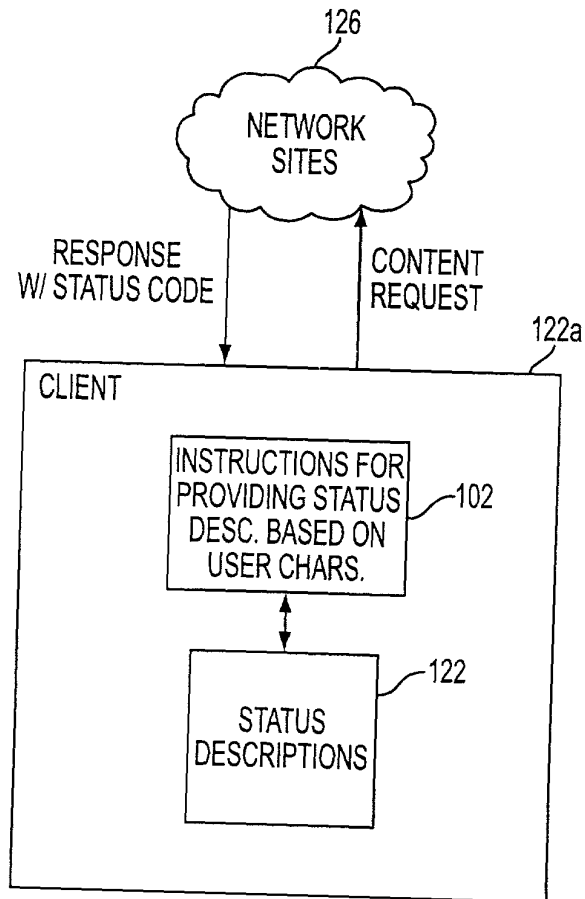 126
NETWORK
SITES
RESPONSE
W/ STATUS CODE
CONTENT
REQUEST
122a
CLIENT
INSTRUCTIONS FOR
PROVIDING STATUS
DESC. BASED ON
USER CHARS.
102
122
STATUS
DESCRIPTIONS